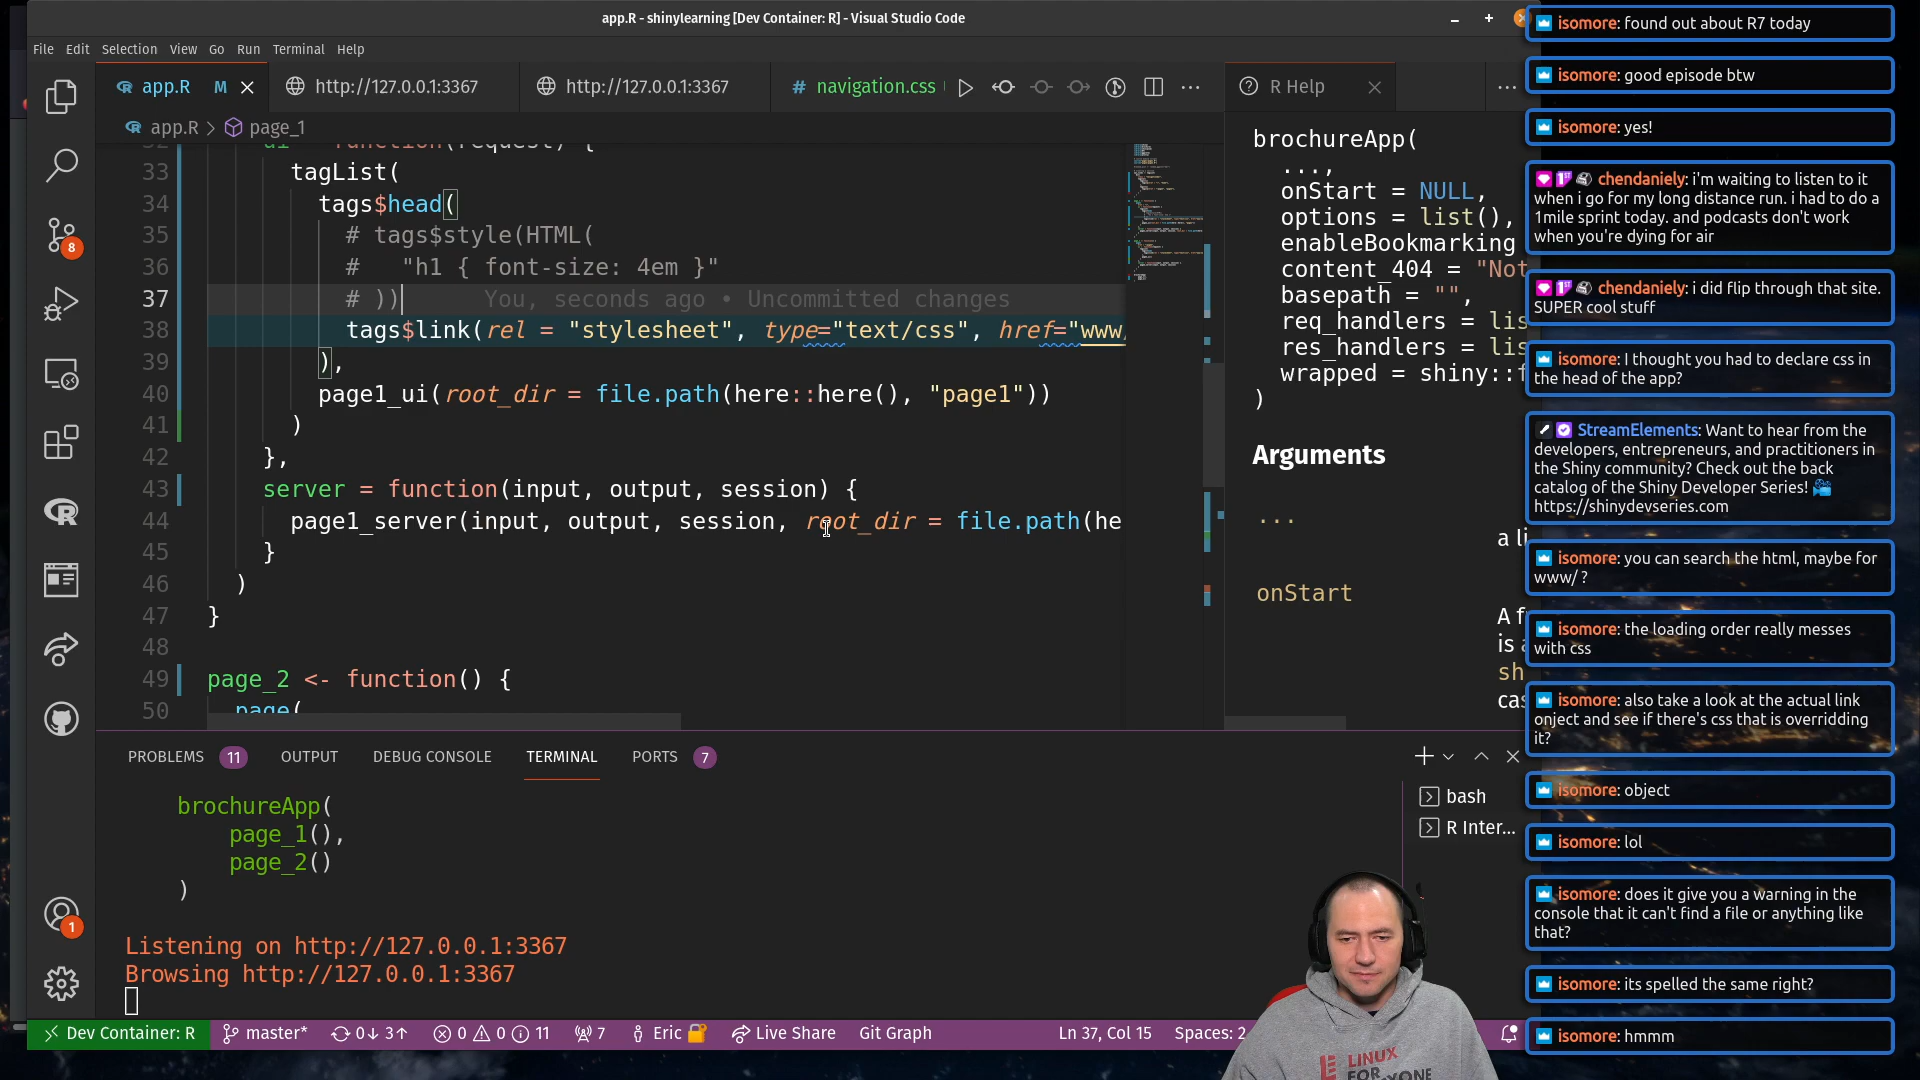 app.R - shinylearning [Dev Container: R] - Visual Studio Code
File Edit Selection View Go Run Terminal Help
app.R M
http://127.0.0.1:3367
http://127.0.0.1:3367
# navigation.css
R Help
app.R > page_1
33 tagList(
34 tags$head(
35 # tags$style(HTML(
36 # "h1 { font-size: 4em }"
37 # )) You, seconds ago • Uncommitted changes
38 tags$link(rel = "stylesheet", type="text/css", href="www/
39 ),
40 page1_ui(root_dir = file.path(here::here(), "page1"))
41 )
42 },
43 server = function(input, output, session) {
44 page1_server(input, output, session, root_dir = file.path(he
45 }
46 )
47 }
48
49 page_2 <- function() {
50 page(
brochureApp(
...,
onStart = NULL,
options = list(),
enableBookmarking
content_404 = "Not
basepath = "",
req_handlers = lis
res_handlers = lis
wrapped = shiny::f
)
Arguments
...
a li
onStart
A f
is a
sh
cas
PROBLEMS 11 OUTPUT DEBUG CONSOLE TERMINAL PORTS 7
brochureApp(
page_1(),
page_2()
)
Listening on http://127.0.0.1:3367
Browsing http://127.0.0.1:3367
bash
R Inter...
8
1
Dev Container: R master* 0↓ 3↑ 0 0 11 7 Eric Live Share Git Graph Ln 37, Col 15 Spaces: 2
LINUX
FOR
isomore: found out about R7 today
isomore: good episode btw
isomore: yes!
chendaniely: i'm waiting to listen to it
when i go for my long distance run. i had to do a
1mile sprint today. and podcasts don't work
when you're dying for air
chendaniely: i did flip through that site.
SUPER cool stuff
isomore: I thought you had to declare css in
the head of the app?
StreamElements: Want to hear from the
developers, entrepreneurs, and practitioners in
the Shiny community? Check out the back
catalog of the Shiny Developer Series!
https://shinydevseries.com
isomore: you can search the html, maybe for
www/ ?
isomore: the loading order really messes
with css
isomore: also take a look at the actual link
onject and see if there's css that is overridding
it?
isomore: object
isomore: lol
isomore: does it give you a warning in the
console that it can't find a file or anything like
that?
isomore: its spelled the same right?
isomore: hmmm